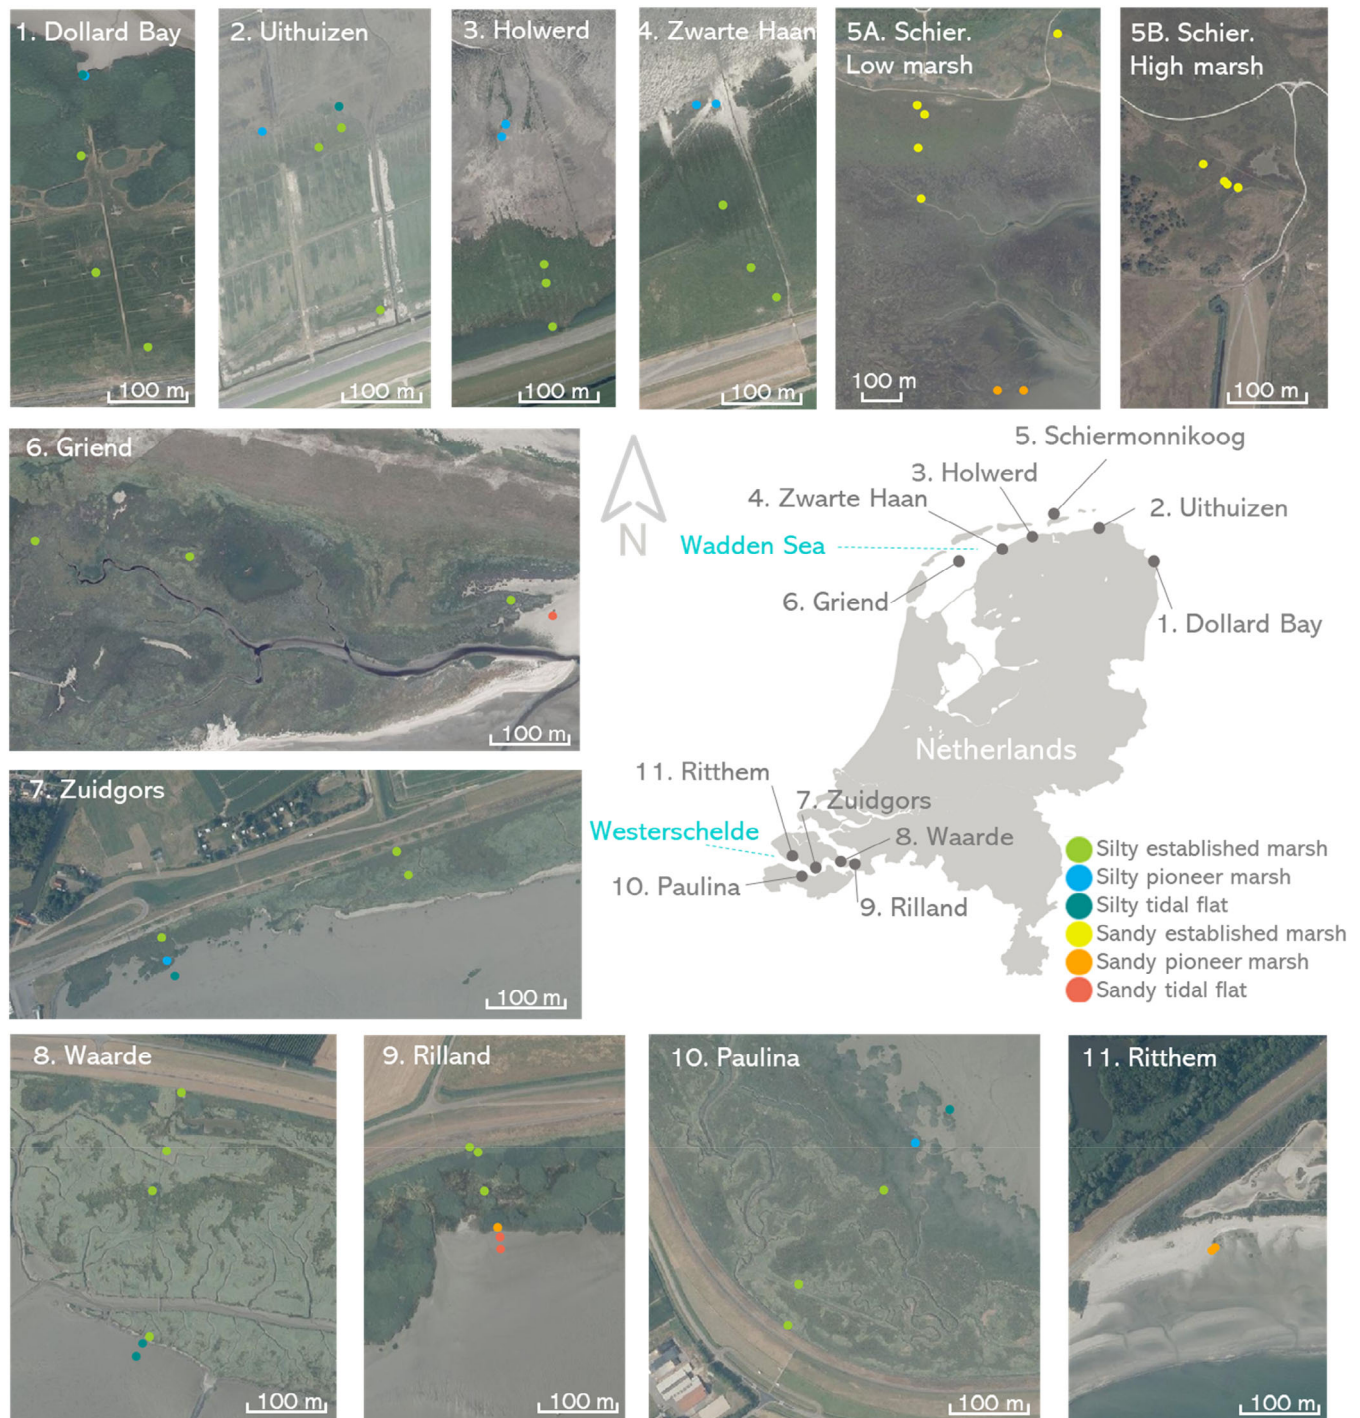 1. Dollard Bay
100 m
2. Uithuizen
100 m
3. Holwerd
100 m
4. Zwarte Haan
100 m
5A. Schier.
Low marsh
100 m
5B. Schier.
High marsh
100 m
6. Griend
100 m
5. Schiermonnikoog
3. Holwerd
4. Zwarte Haan
2. Uithuizen
Wadden Sea
N
6. Griend
1. Dollard Bay
Netherlands
11. Ritthem
7. Zuidgors
Westerschelde
8. Waarde
10. Paulina
9. Rilland
Silty established marsh
Silty pioneer marsh
Silty tidal flat
Sandy established marsh
Sandy pioneer marsh
Sandy tidal flat
7. Zuidgors
100 m
8. Waarde
100 m
9. Rilland
100 m
10. Paulina
100 m
11. Ritthem
100 m